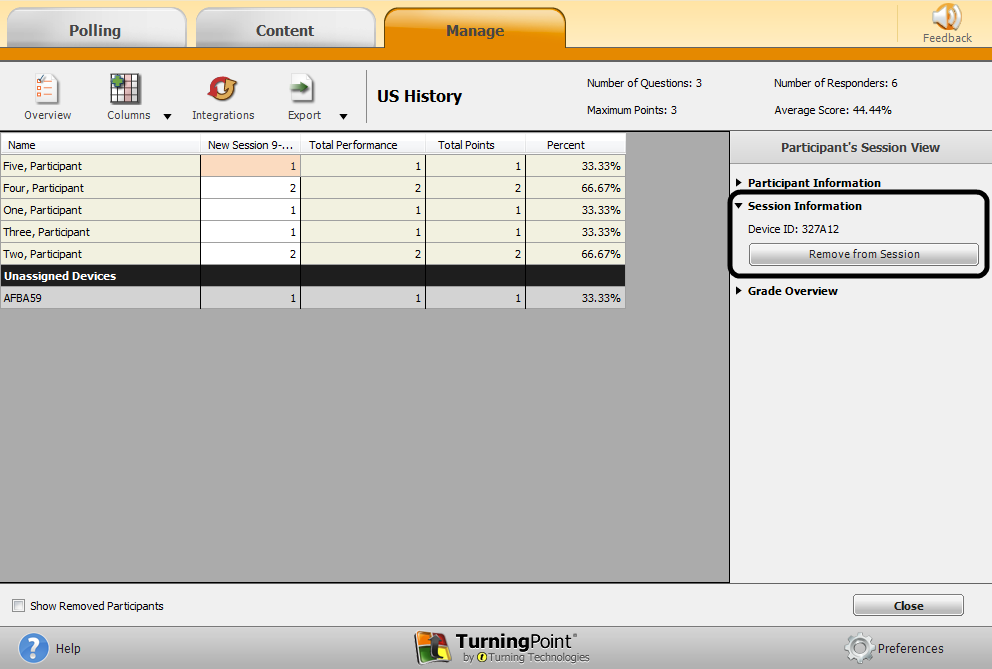 Polling
Content
Manage
Feedback
Overview
Columns
Integrations
Export
US History
Number of Questions: 3
Number of Responders: 6
Maximum Points: 3
Average Score: 44.44%
Name New Session 9-... Total Performance Total Points Percent
Five, Participant 1 1 1 33.33%
Four, Participant 2 2 2 66.67%
One, Participant 1 1 1 33.33%
Three, Participant 1 1 1 33.33%
Two, Participant 2 2 2 66.67%
Unassigned Devices
AFBA59 1 1 1 33.33%
Participant's Session View
Participant Information
Session Information
Device ID: 327A12
Remove from Session
Grade Overview
Show Removed Participants
Close
? Help
TurningPoint®
by Turning Technologies
Preferences